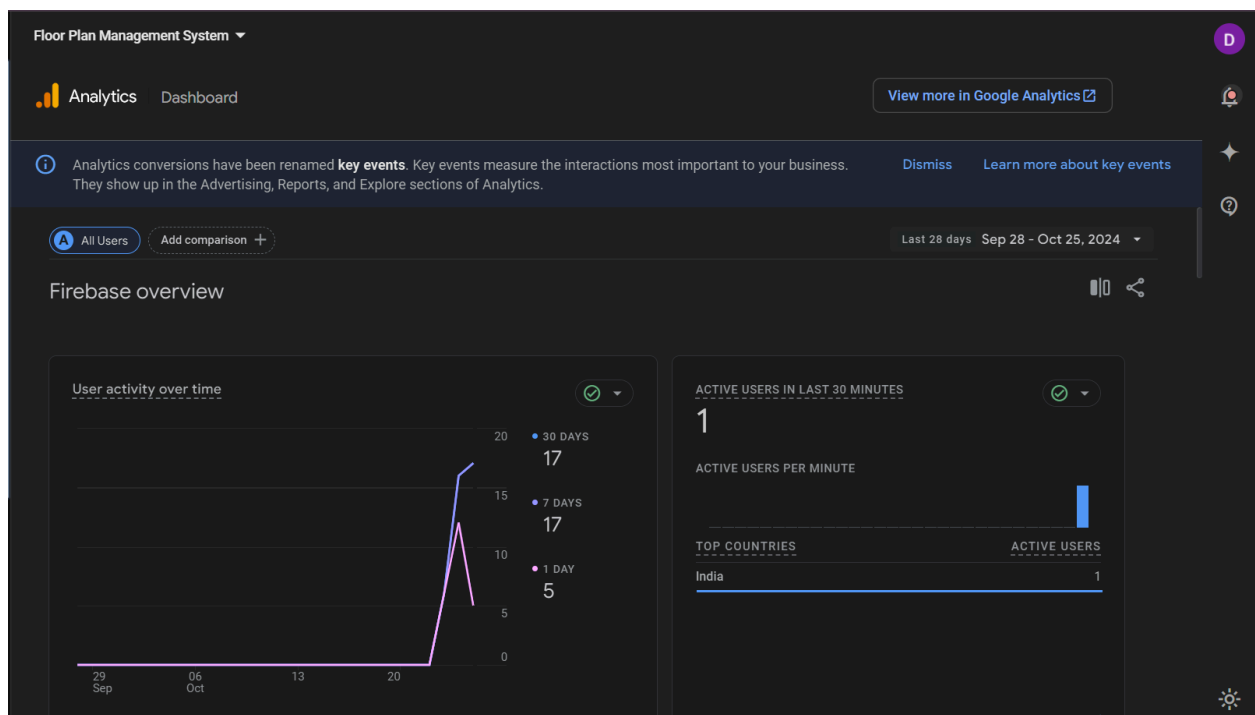 Floor Plan Management System
D
Analytics Dashboard
View more in Google Analytics
Analytics conversions have been renamed key events. Key events measure the interactions most important to your business.
They show up in the Advertising, Reports, and Explore sections of Analytics.
Dismiss
Learn more about key events
A All Users
Add comparison
Last 28 days Sep 28 - Oct 25, 2024
Firebase overview
User activity over time
20
15
10
5
0
29
Sep
06
Oct
13
20
30 DAYS
17
7 DAYS
17
1 DAY
5
ACTIVE USERS IN LAST 30 MINUTES
1
ACTIVE USERS PER MINUTE
TOP COUNTRIES ACTIVE USERS
India 1